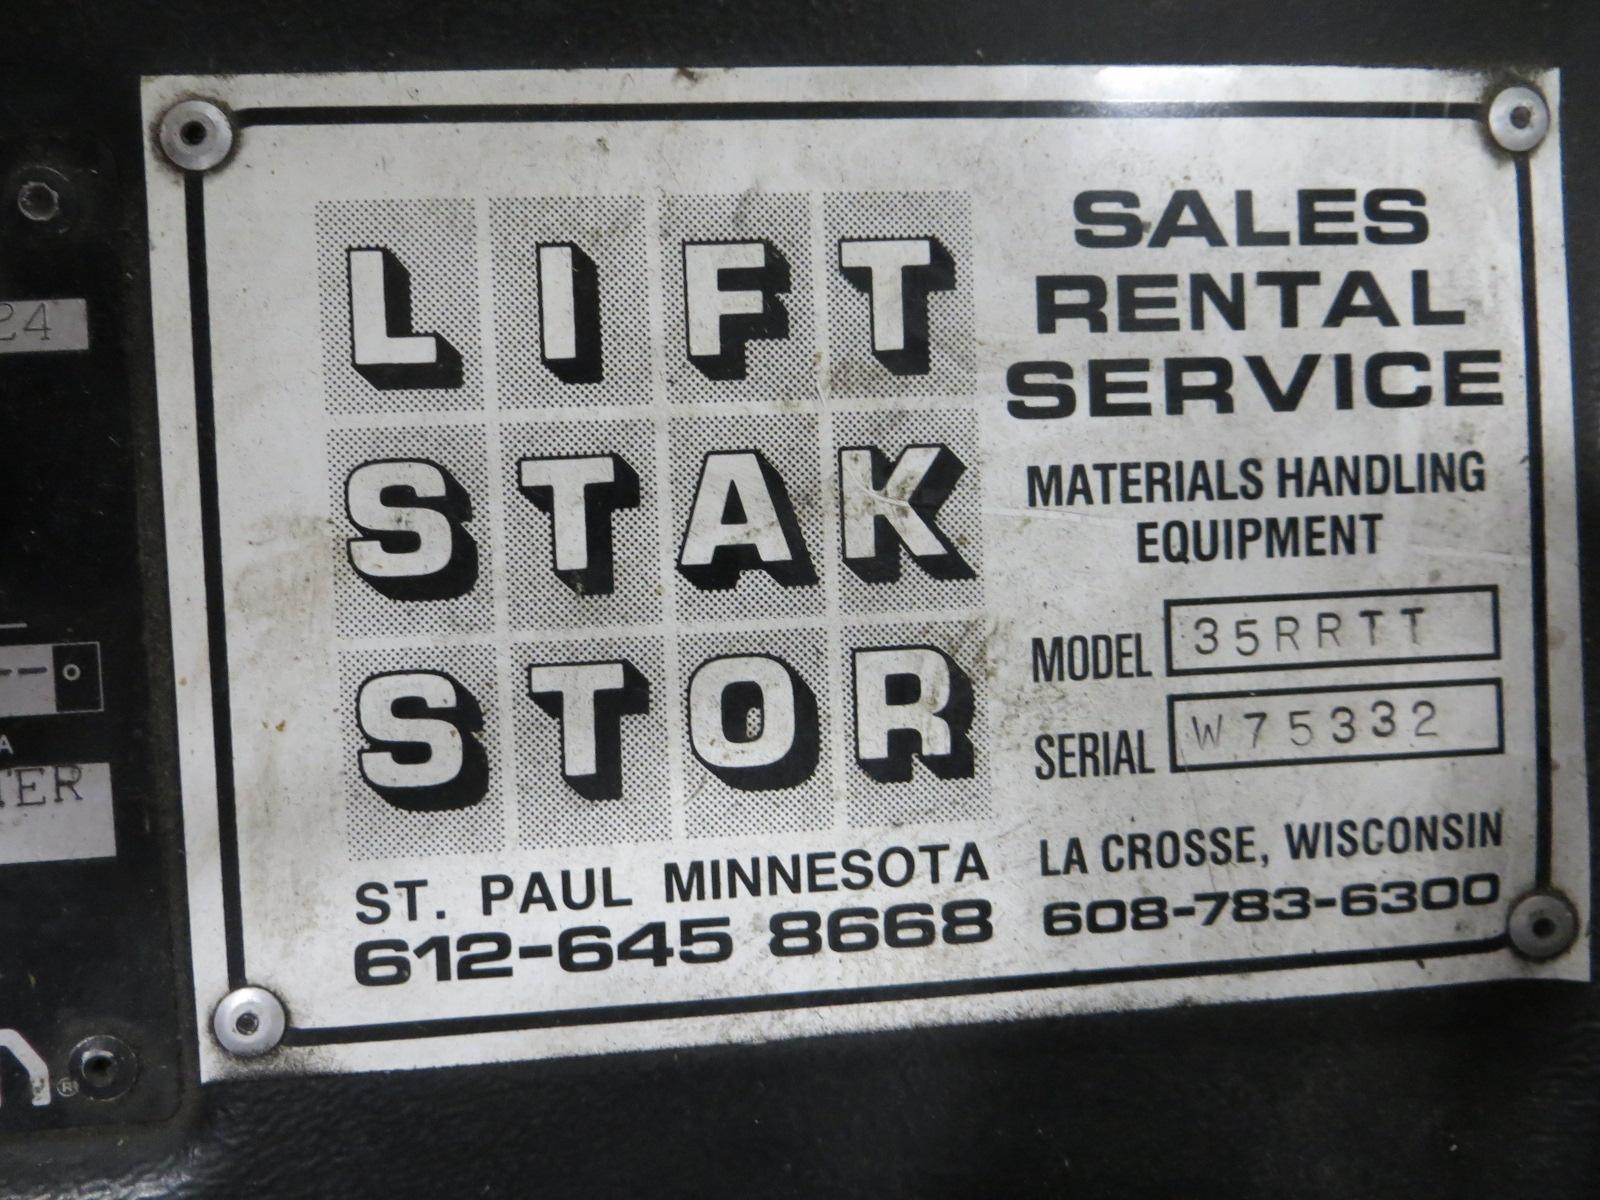 LIFT
STAK
STOR
SALES
RENTAL
SERVICE
MATERIALS HANDLING
EQUIPMENT
MODEL 35RRTT
SERIAL W75332
ST. PAUL MINNESOTA
612-645 8668
LA CROSSE, WISCONSIN
608-783-6300
24
A
TER
®